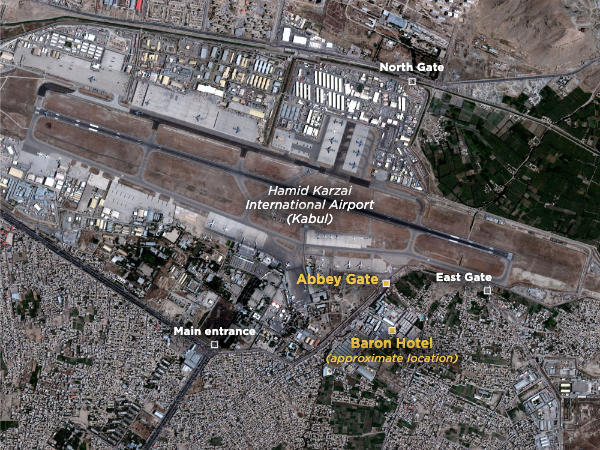 North Gate
Hamid Karzai
International Airport
(Kabul)
Abbey Gate
East Gate
Main entrance
Baron Hotel
(approximate location)